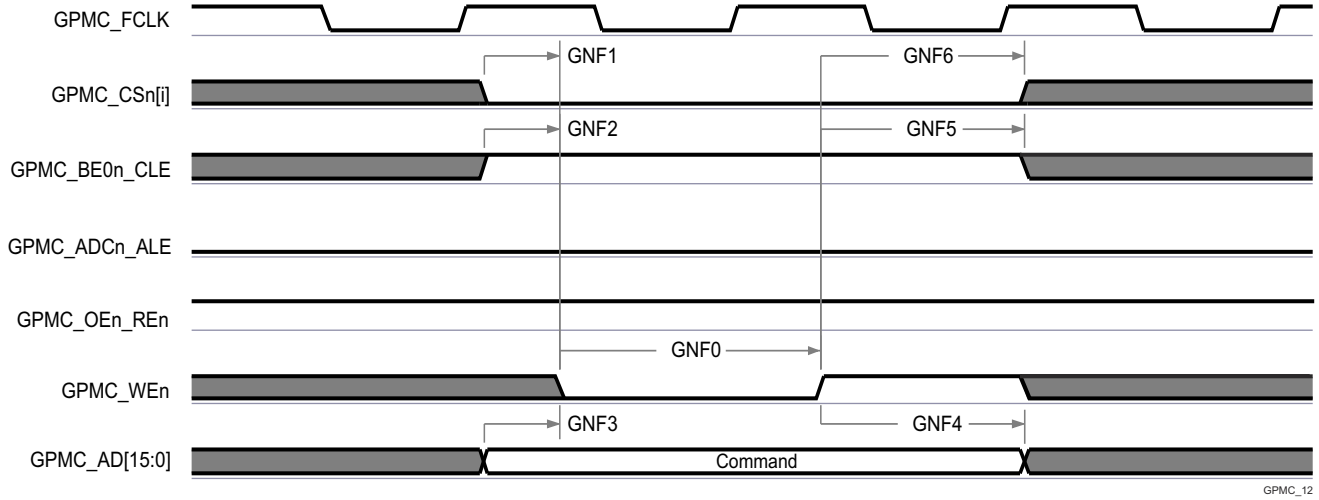 GPMC_FCLK
GNF1
GNF6
GPMC_CSn[i]
GNF2
GNF5
GPMC_BE0n_CLE
GPMC_ADCn_ALE
GPMC_OEn_REn
GNF0
GPMC_WEn
GNF3
GNF4
GPMC_AD[15:0]
Command
GPMC_12